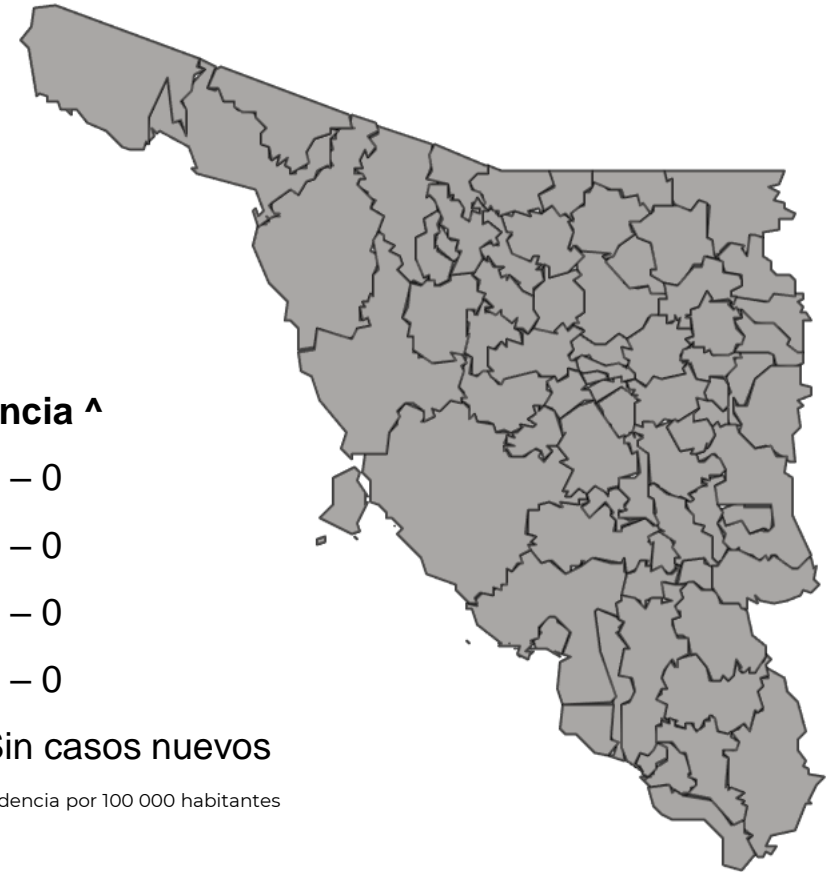 ncia ^
– 0
– 0
– 0
– 0
Sin casos nuevos
dencia por 100 000 habitantes